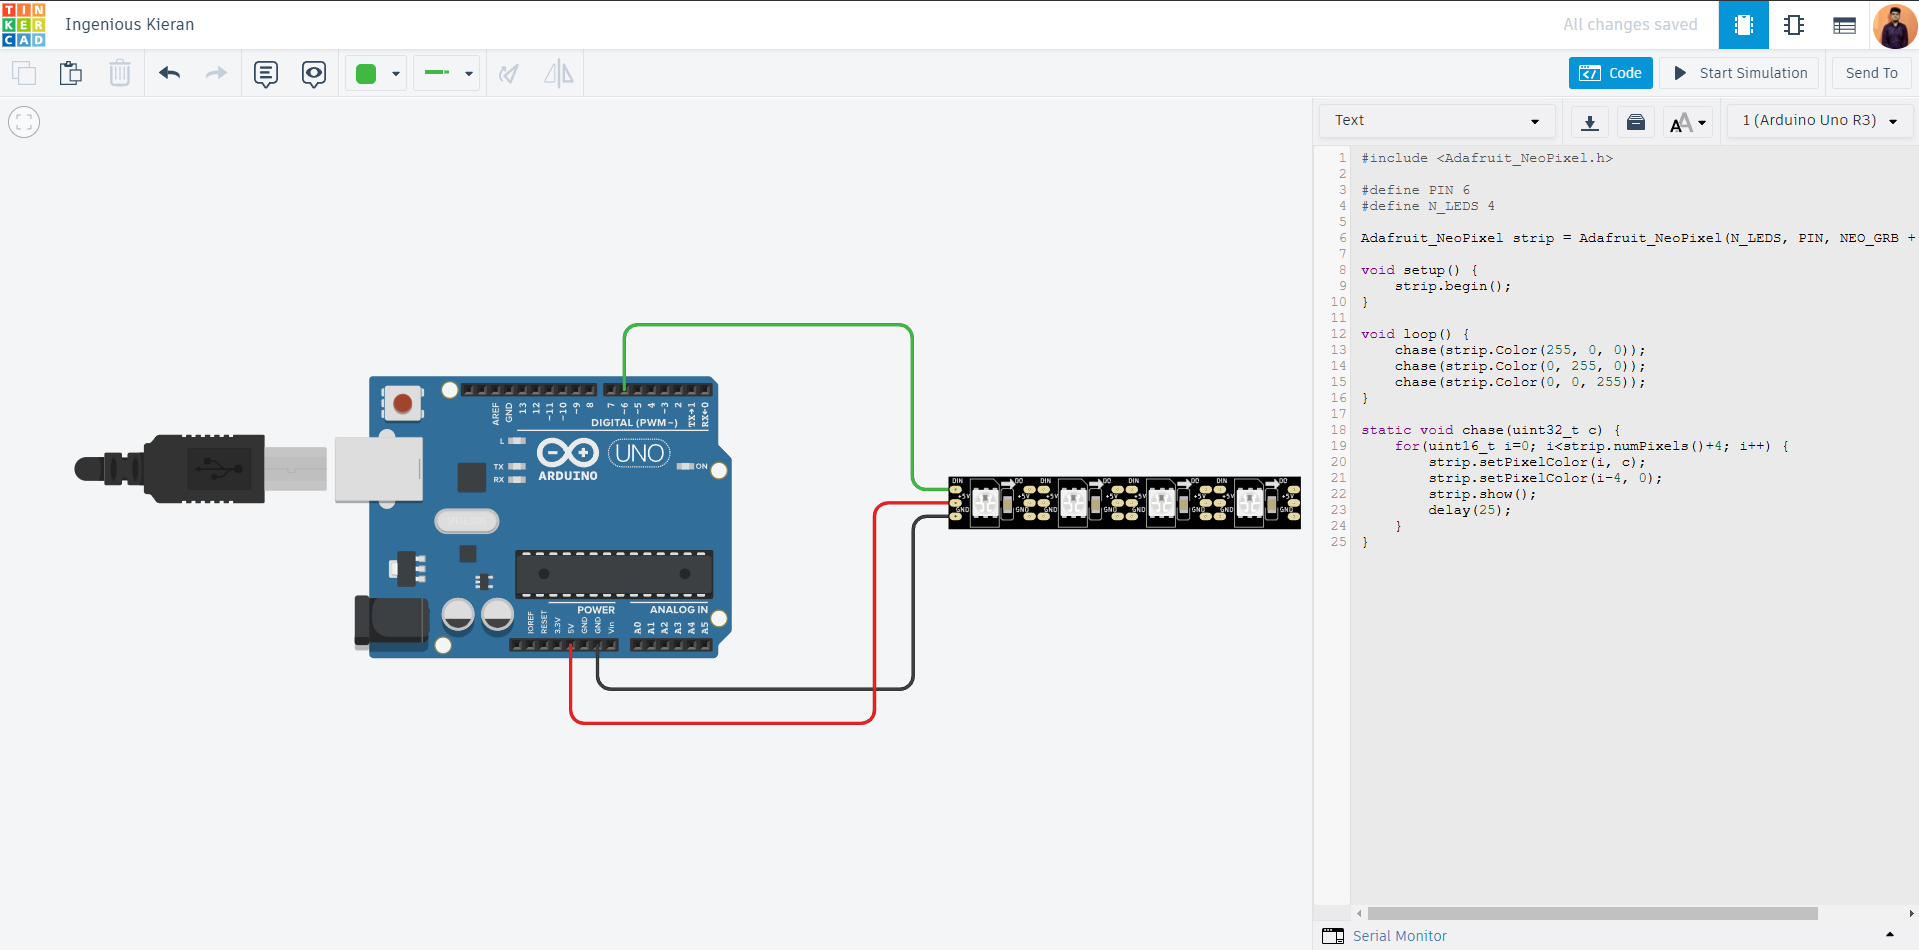 TIN
KER
CAD
Ingenious Kieran
All changes saved
Code
Start Simulation
Send To
Text
1 (Arduino Uno R3)
1 #include <Adafruit_NeoPixel.h>
2
3 #define PIN 6
4 #define N_LEDS 4
5
6 Adafruit_NeoPixel strip = Adafruit_NeoPixel(N_LEDS, PIN, NEO_GRB +
7
8 void setup() {
9 strip.begin();
10 }
11
12 void loop() {
13 chase(strip.Color(255, 0, 0));
14 chase(strip.Color(0, 255, 0));
15 chase(strip.Color(0, 0, 255));
16 }
17
18 static void chase(uint32_t c) {
19 for(uint16_t i=0; i<strip.numPixels()+4; i++) {
20 strip.setPixelColor(i, c);
21 strip.setPixelColor(i-4, 0);
22 strip.show();
23 delay(25);
24 }
25 }
Serial Monitor
AREF GND 13 12 ~11 ~10 ~9 8 7 ~6 ~5 4 ~3 2 TX→1 RX←0
DIGITAL (PWM~)
L
TX
RX
ARDUINO
UNO
ON
POWER
ANALOG IN
IOREF RESET 3.3V 5V GND GND Vin A0 A1 A2 A3 A4 A5
DIN DO DIN DO DIN DO DIN DO
+5V +5V +5V +5V +5V +5V +5V
GND GND GND GND GND GND GND